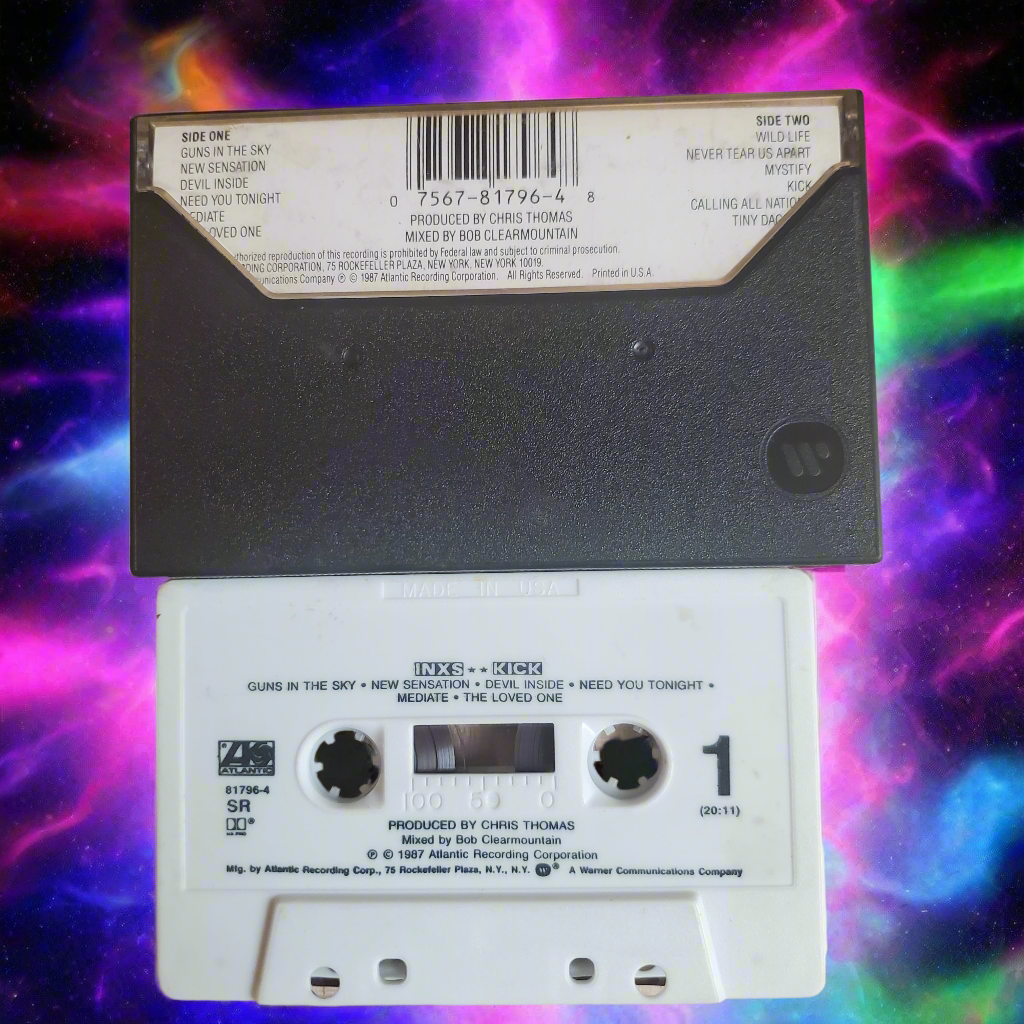 SIDE ONE
GUNS IN THE SKY
NEW SENSATION
DEVIL INSIDE
NEED YOU TONIGHT
EDIATE
OVED ONE
0 7567-81796-4 8
PRODUCED BY CHRIS THOMAS
MIXED BY BOB CLEARMOUNTAIN
SIDE TWO
WILD LIFE
NEVER TEAR US APART
MYSTIFY
KICK
CALLING ALL NATION
TINY DAG
thorized reproduction of this recording is prohibited by Federal law and subject to criminal prosecution.
DING CORPORATION, 75 ROCKEFELLER PLAZA, NEW YORK, NEW YORK 10019.
unications Company ℗ © 1987 Atlantic Recording Corporation. All Rights Reserved. Printed in U.S.A.
MADE IN USA
INXS ★★ KICK
GUNS IN THE SKY • NEW SENSATION • DEVIL INSIDE • NEED YOU TONIGHT •
MEDIATE • THE LOVED ONE
ATLANTIC
81796-4
SR
1
(20:11)
100 50 0
PRODUCED BY CHRIS THOMAS
Mixed by Bob Clearmountain
℗ © 1987 Atlantic Recording Corporation
Mfg. by Atlantic Recording Corp., 75 Rockefeller Plaza, N.Y., N.Y. ® A Warner Communications Company